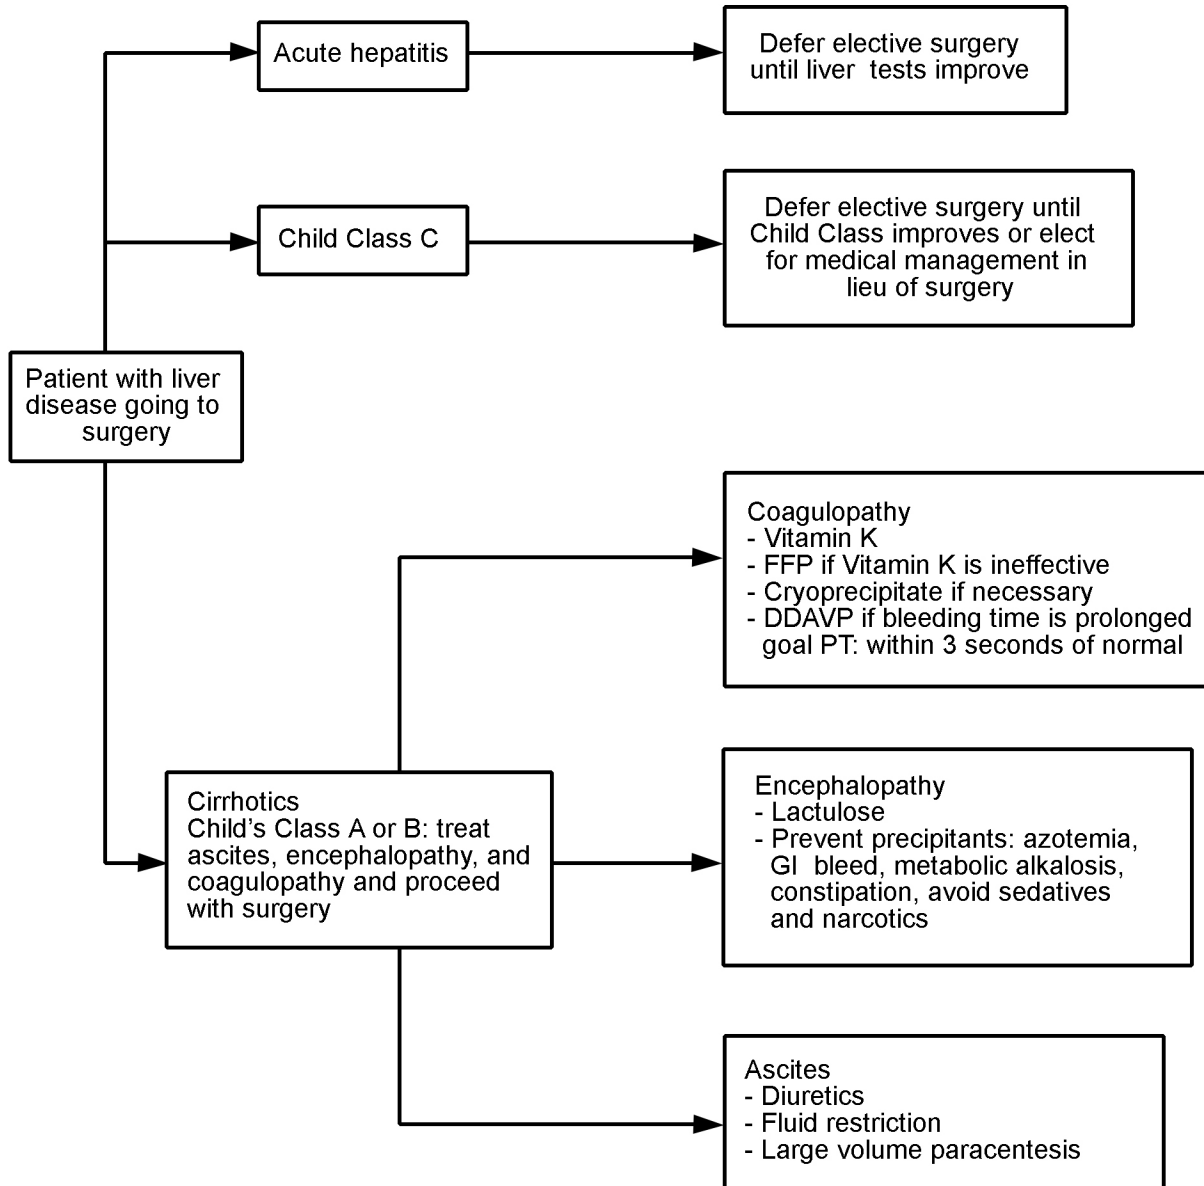 Acute hepatitis
Defer elective surgery
until liver tests improve
Child Class C
Defer elective surgery until
Child Class improves or elect
for medical management in
lieu of surgery
Patient with liver
disease going to
surgery
Coagulopathy
- Vitamin K
- FFP if Vitamin K is ineffective
- Cryoprecipitate if necessary
- DDAVP if bleeding time is prolonged
goal PT: within 3 seconds of normal
Cirrhotics
Child's Class A or B: treat
ascites, encephalopathy, and
coagulopathy and proceed
with surgery
Encephalopathy
- Lactulose
- Prevent precipitants: azotemia,
GI bleed, metabolic alkalosis,
constipation, avoid sedatives
and narcotics
Ascites
- Diuretics
- Fluid restriction
- Large volume paracentesis